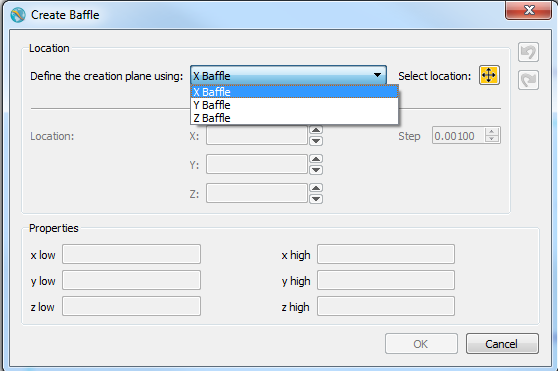 Create Baffle
Location
Define the creation plane using: X Baffle Select location:
X Baffle
Y Baffle
Z Baffle
Location: X: Step 0.00100
Y:
Z:
Properties
x low x high
y low y high
z low z high
OK Cancel